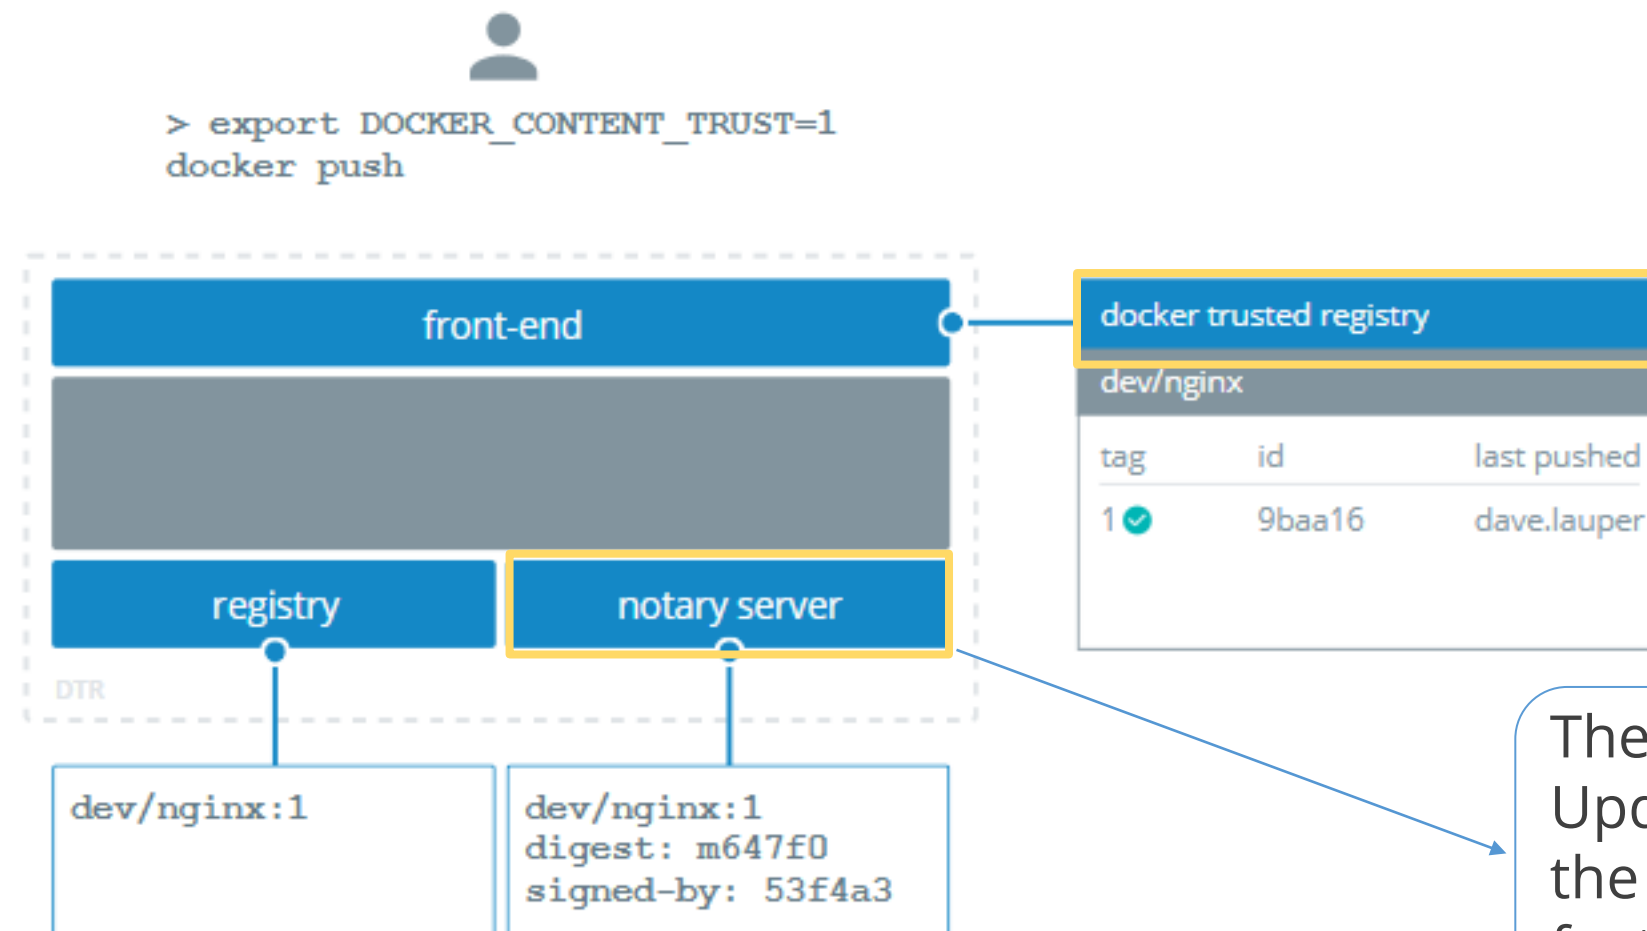 > export DOCKER_CONTENT_TRUST=1
docker push
front-end
docker trusted registry
dev/nginx
tag id last pushed
1 9baa16 dave.lauper
registry notary server
DTR
dev/nginx:1
dev/nginx:1
digest: m647f0
signed-by: 53f4a3
The
the